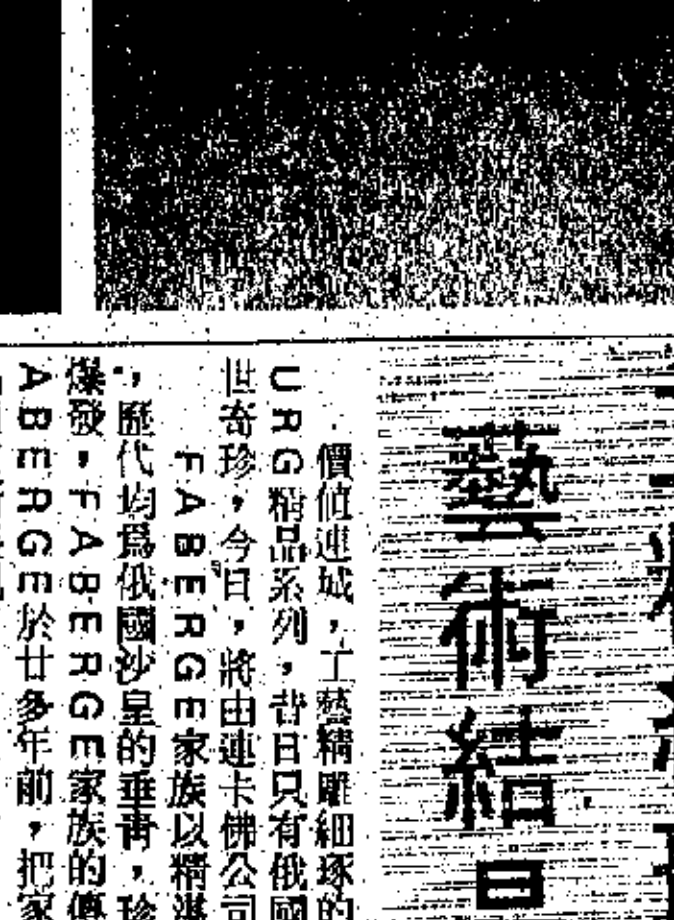 藝術結晶
價值連城，工藝精雕細琢的
URG精品系列，昔日只有俄國
世奇珍，今日，將由連卡佛公司
FABERGE家族以精湛
，歷代均爲俄國沙皇的垂青，珍
爆發，FABERGE家族的
ABERGE於廿多年前，把家